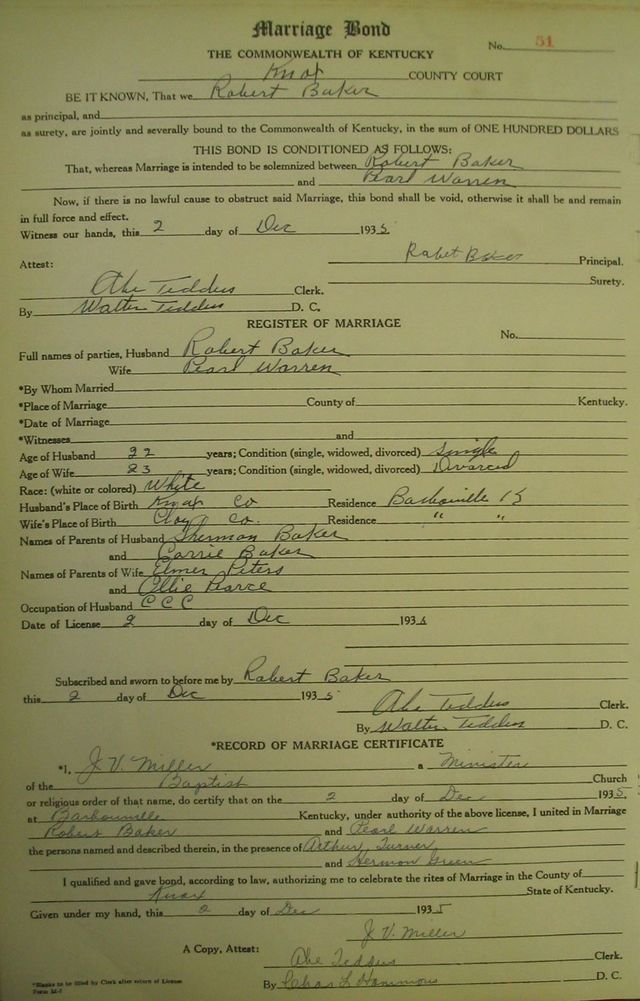 Marriage Bond
No. 51
THE COMMONWEALTH OF KENTUCKY
Knox COUNTY COURT
BE IT KNOWN, That we Robert Baker
as principal, and
as surety, are jointly and severally bound to the Commonwealth of Kentucky, in the sum of ONE HUNDRED DOLLARS
THIS BOND IS CONDITIONED AS FOLLOWS:
That, whereas Marriage is intended to be solemnized between Robert Baker
and Pearl Warren
Now, if there is no lawful cause to obstruct said Marriage, this bond shall be void, otherwise it shall be and remain
in full force and effect.
Witness our hands, this 2 day of Dec 1935
Robert Baker Principal.
Attest:
Surety.
Abe Teddus Clerk.
By Walter Teddus D. C.
REGISTER OF MARRIAGE
No.
Full names of parties, Husband Robert Baker
Wife Pearl Warren
*By Whom Married
*Place of Marriage County of Kentucky.
*Date of Marriage
*Witnesses and
Age of Husband 22 years; Condition (single, widowed, divorced) Single
Age of Wife 23 years; Condition (single, widowed, divorced) Divorced
Race: (white or colored) White
Husband's Place of Birth Knox Co Residence Barbourville Ky
Wife's Place of Birth Clay Co. Residence " "
Names of Parents of Husband Sherman Baker
and Carrie Baker
Names of Parents of Wife Elmer Peters
and Ollie Pearce
Occupation of Husband C C C
Date of License 2 day of Dec 1935
Subscribed and sworn to before me by Robert Baker
this 2 day of Dec 1935
Abe Teddus Clerk.
By Walter Teddus D. C.
*RECORD OF MARRIAGE CERTIFICATE
*I, J. V. Miller a Minister
of the Baptist Church
or religious order of that name, do certify that on the 2 day of Dec 1935.
at Barbourville Kentucky, under authority of the above license, I united in Marriage
Robert Baker and Pearl Warren
the persons named and described therein, in the presence of Arthur Turner
and Hermon Green
I qualified and gave bond, according to law, authorizing me to celebrate the rites of Marriage in the County of
Knox State of Kentucky.
Given under my hand, this 2 day of Dec 1935
J. V. Miller
A Copy, Attest: Abe Teddus Clerk.
By Chas L Hammons D. C.
*Blanks to be filled by Clerk after return of License
Form M-7